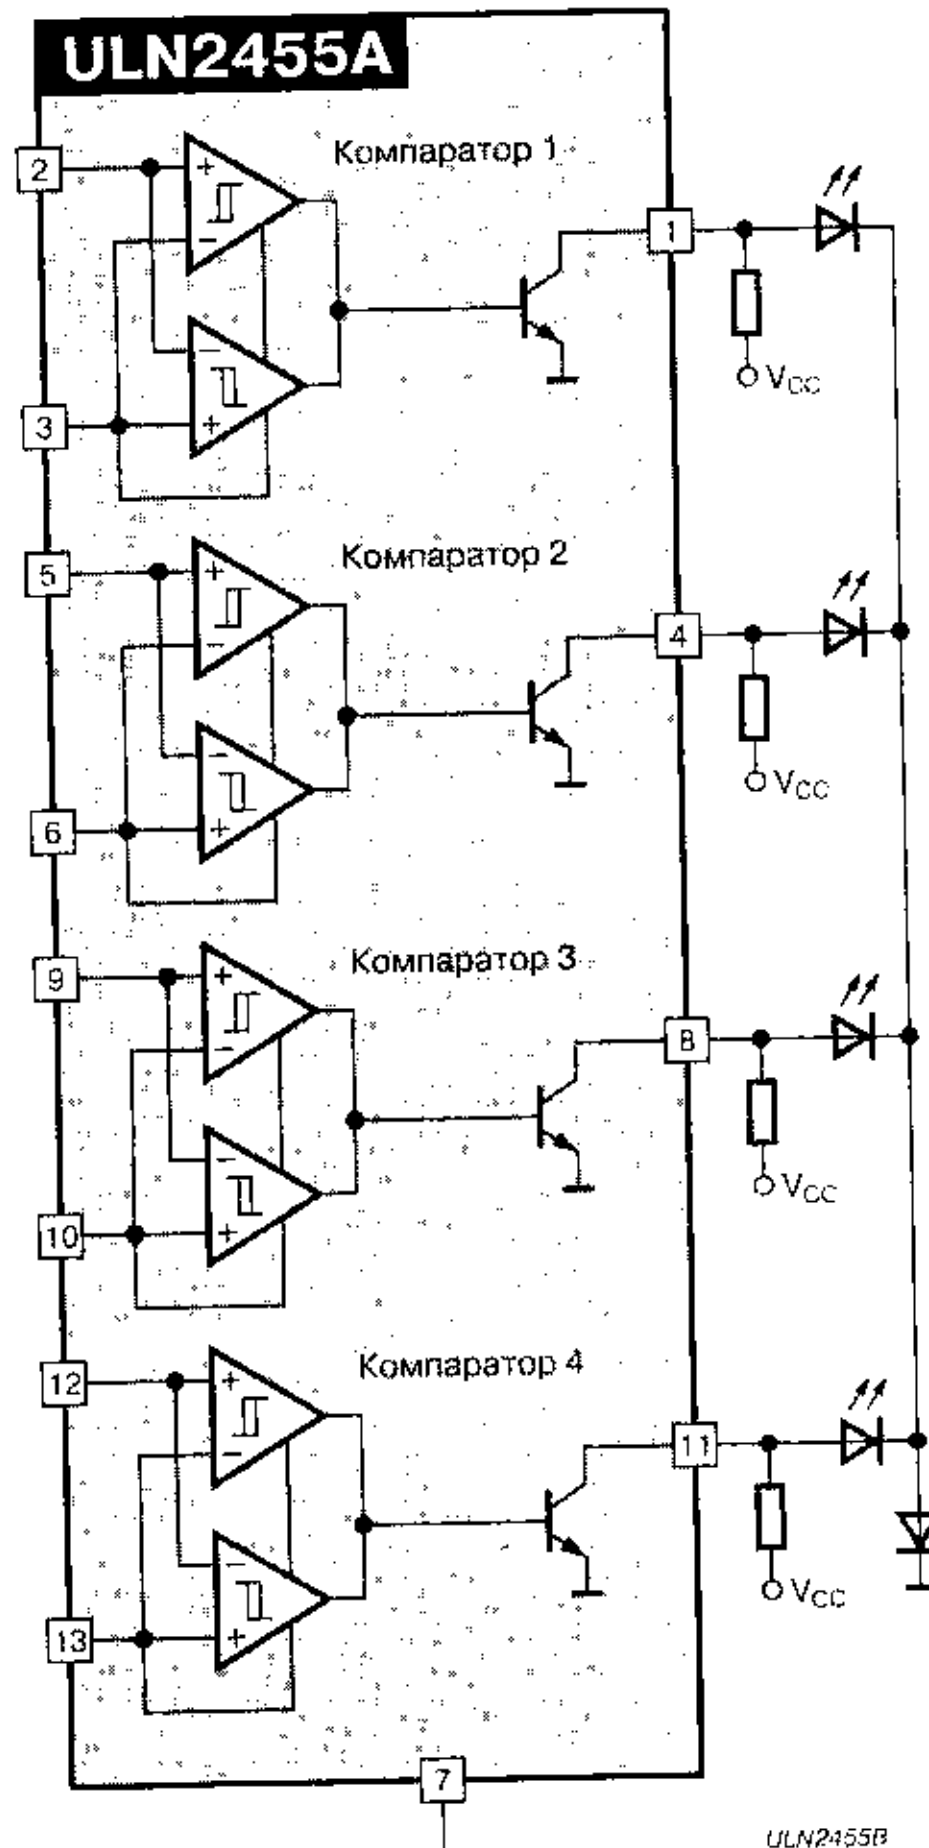 ULN2455A
Компаратор 1
2
+
−
1
−
+
3
VCC
Компаратор 2
5
+
−
4
−
+
6
VCC
Компаратор 3
9
+
−
8
−
+
10
VCC
Компаратор 4
12
+
−
11
−
+
13
VCC
7
ULN2455B